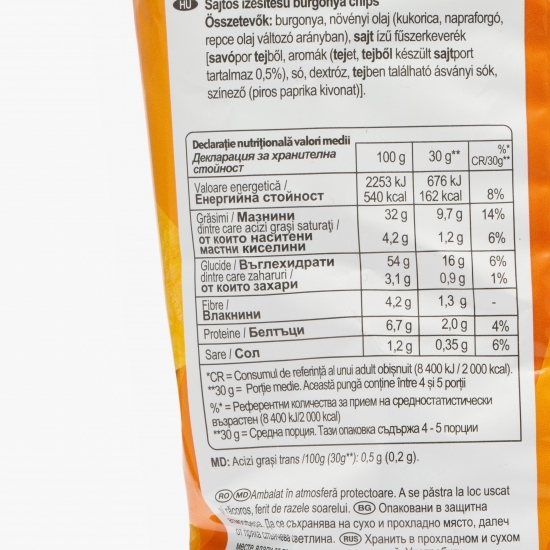 HU Sajtos ízesítésű burgonya chips
Összetevők: burgonya, növényi olaj (kukorica, napraforgó,
repce olaj változó arányban), sajt ízű fűszerkeverék
[savópor tejből, aromák (tejet, tejből készült sajtport
tartalmaz 0,5%), só, dextróz, tejben található ásványi sók,
színező (piros paprika kivonat)].
Declarație nutrițională valori medii
Декларация за хранителна
стойност
100 g 30 g** %* CR/30g**
Valoare energetică /
Енергийна стойност
2253 kJ 676 kJ
540 kcal 162 kcal 8%
Grăsimi / Мазнини 32 g 9,7 g 14%
dintre care acizi grași saturați /
от които наситени
мастни киселини 4,2 g 1,2 g 6%
Glucide / Въглехидрати 54 g 16 g 6%
dintre care zaharuri /
от които захари 3,1 g 0,9 g 1%
Fibre /
Влакнини 4,2 g 1,3 g -
Proteine / Белтъци 6,7 g 2,0 g 4%
Sare / Сол 1,2 g 0,35 g 6%
*CR = Consumul de referință al unui adult obișnuit (8 400 kJ / 2 000 kcal).
**30 g = Porție medie. Această pungă conține între 4 și 5 porții
%* = Референтни количества за прием на средностатистически
възрастен (8 400 kJ/2 000 kcal)
**30 g = Средна порция. Тази опаковка съдържа 4 - 5 порции
MD: Acizi grași trans /100g (30g**): 0,5 g (0,2 g).
RO MD Ambalat în atmosferă protectoare. A se păstra la loc uscat
și răcoros, ferit de razele soarelui. BG Опаковани в защитна
атмосфера. Да се съхранява на сухо и прохладно място, далеч
от пряка слънчева светлина. RUS Хранить в прохладном и сухом